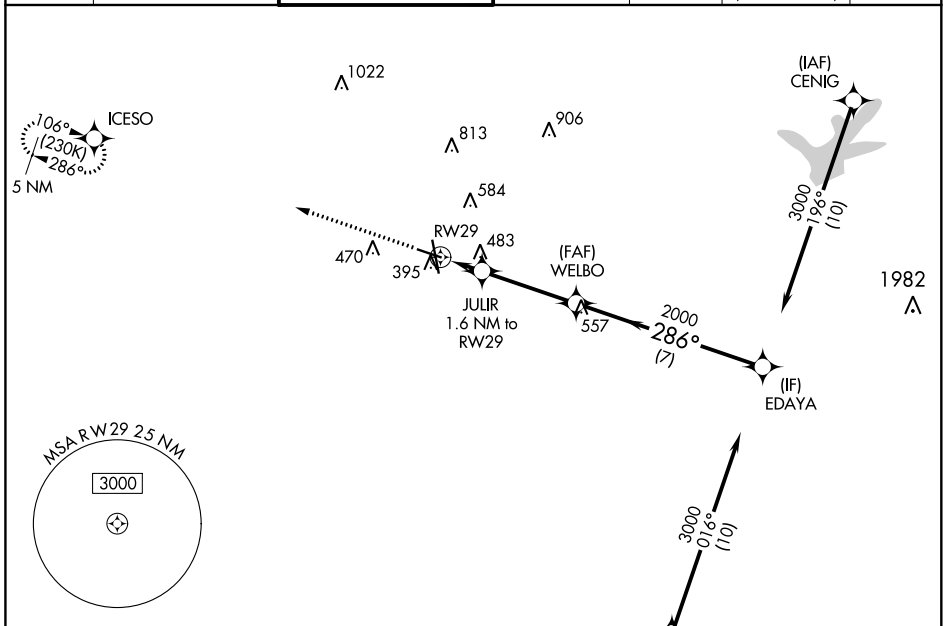 1022
(IAF)
CENIG
ICESO
106°
(230K)
286°
5 NM
813
906
584
3000
196°
(10)
RW29
483
470
395
(FAF)
WELBO
JULIR
1.6 NM to
RW29
557
2000
286°
(7)
1982
(IF)
EDAYA
MSA RW29 25 NM
3000
3000
016°
(10)